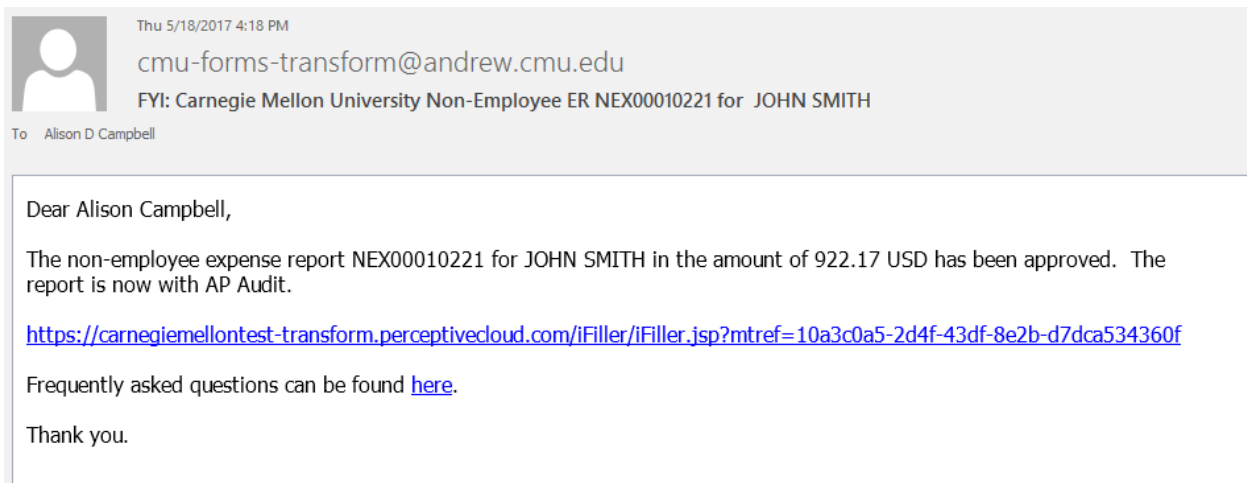 Thu 5/18/2017 4:18 PM
cmu-forms-transform@andrew.cmu.edu
FYI: Carnegie Mellon University Non-Employee ER NEX00010221 for  JOHN SMITH
To Alison D Campbell
Dear Alison Campbell,
The non-employee expense report NEX00010221 for JOHN SMITH in the amount of 922.17 USD has been approved.  The
report is now with AP Audit.
https://carnegiemellontest-transform.perceptivecloud.com/iFiller/iFiller.jsp?mtref=10a3c0a5-2d4f-43df-8e2b-d7dca534360f
Frequently asked questions can be found here.
Thank you.